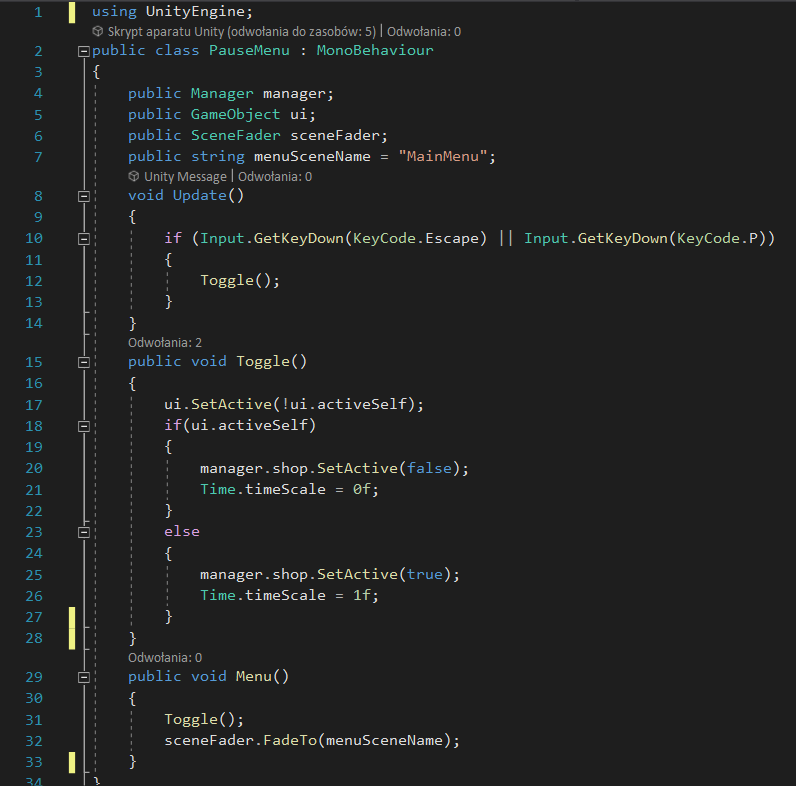 1 using UnityEngine;
Skrypt aparatu Unity (odwołania do zasobów: 5) | Odwołania: 0
2 public class PauseMenu : MonoBehaviour
3 {
4 public Manager manager;
5 public GameObject ui;
6 public SceneFader sceneFader;
7 public string menuSceneName = "MainMenu";
Unity Message | Odwołania: 0
8 void Update()
9 {
10 if (Input.GetKeyDown(KeyCode.Escape) || Input.GetKeyDown(KeyCode.P))
11 {
12 Toggle();
13 }
14 }
Odwołania: 2
15 public void Toggle()
16 {
17 ui.SetActive(!ui.activeSelf);
18 if(ui.activeSelf)
19 {
20 manager.shop.SetActive(false);
21 Time.timeScale = 0f;
22 }
23 else
24 {
25 manager.shop.SetActive(true);
26 Time.timeScale = 1f;
27 }
28 }
Odwołania: 0
29 public void Menu()
30 {
31 Toggle();
32 sceneFader.FadeTo(menuSceneName);
33 }
34 }